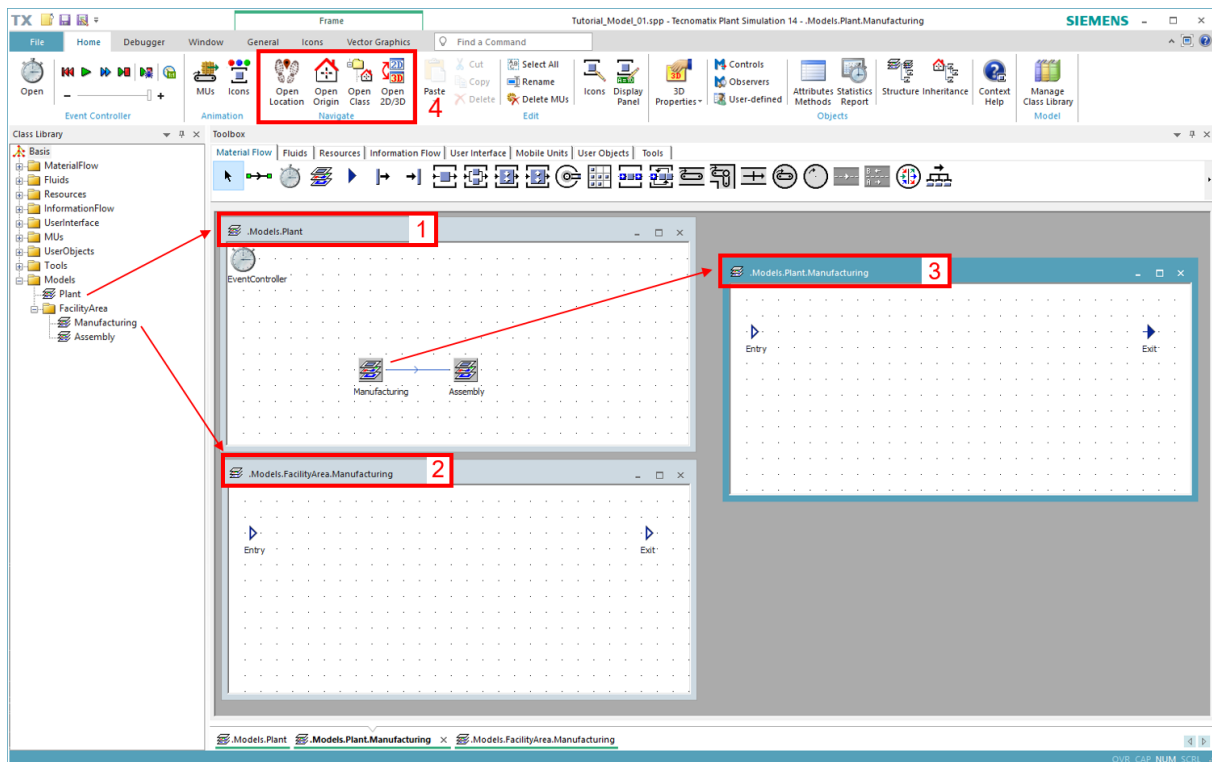 TX Frame Tutorial_Model_01.spp - Tecnomatix Plant Simulation 14 - .Models.Plant.Manufacturing SIEMENS
File Home Debugger Window General Icons Vector Graphics Find a Command
Open
Event Controller
MUs Icons
Animation
Open Location
Open Origin
Open Class
Open 2D/3D
Navigate
Paste
4
Cut
Copy
Delete
Select All
Rename
Delete MUs
Edit
Icons
Display Panel
3D Properties
Controls
Observers
User-defined
Attributes Methods
Statistics Report
Structure
Inheritance
Objects
Context Help
Manage Class Library
Model
Class Library
Basis
MaterialFlow
Fluids
Resources
InformationFlow
UserInterface
MUs
UserObjects
Tools
Models
Plant
FacilityArea
Manufacturing
Assembly
Toolbox
Material Flow Fluids Resources Information Flow User Interface Mobile Units User Objects Tools
.Models.Plant 1
EventController
Manufacturing Assembly
.Models.Plant.Manufacturing 3
Entry Exit
.Models.FacilityArea.Manufacturing 2
Entry Exit
.Models.Plant .Models.Plant.Manufacturing .Models.FacilityArea.Manufacturing
OVR CAP NUM SCRL